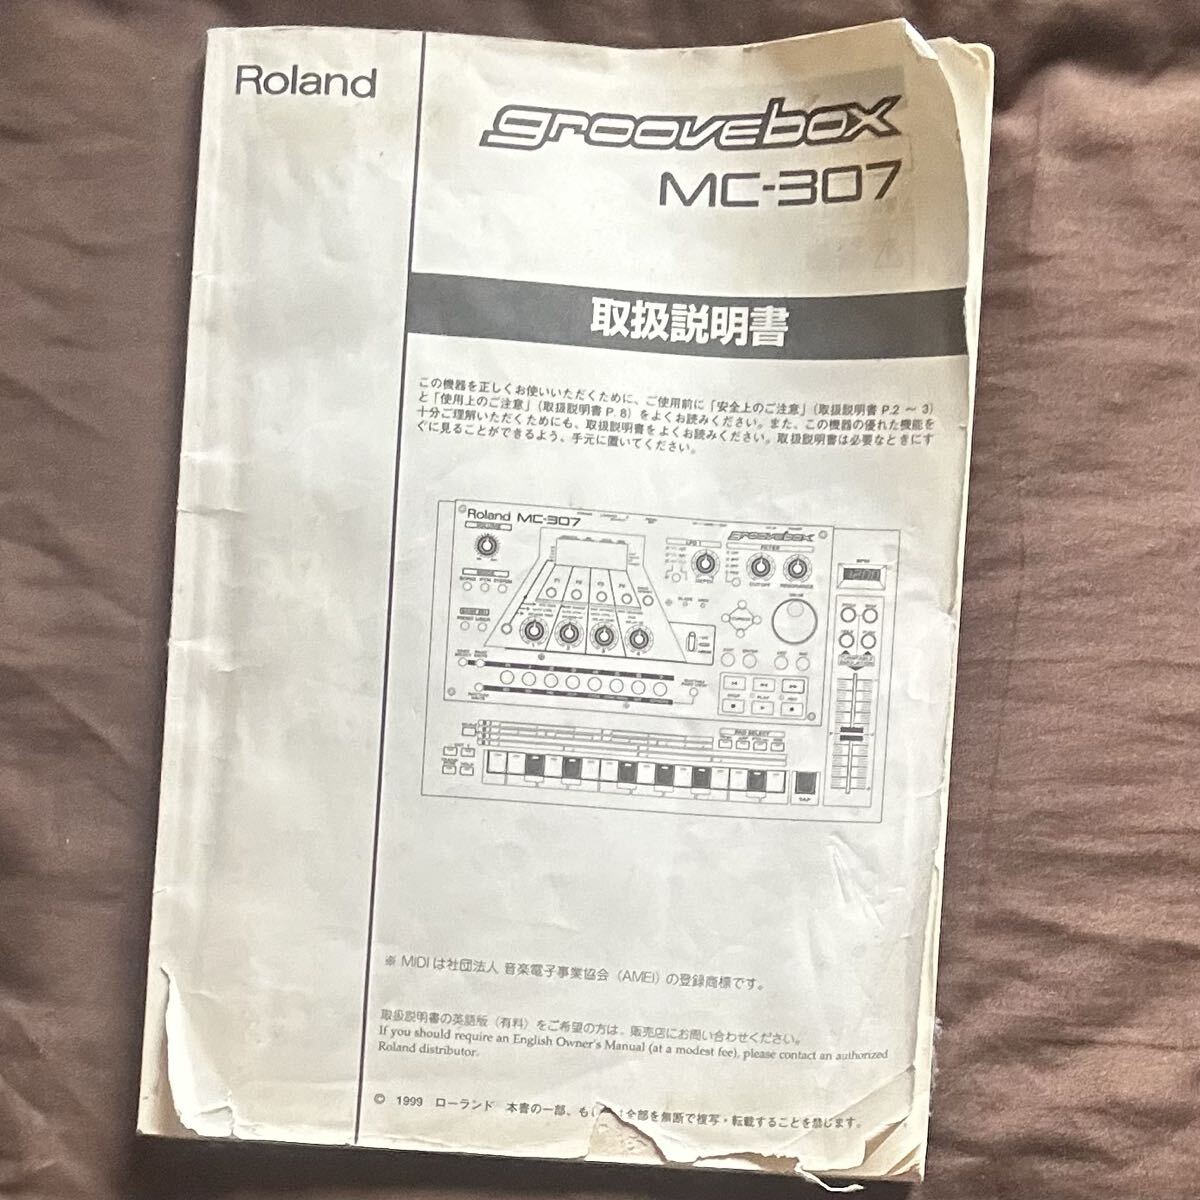 Roland
groovebox
MC-307
取扱説明書
この機器を正しくお使いいただくために、ご使用前に「安全上のご注意」(取扱説明書 P.2 ～ 3)
と「使用上のご注意」(取扱説明書 P. 8) をよくお読みください。また、この機器の優れた機能を
十分ご理解いただくためにも、取扱説明書をよくお読みください。取扱説明書は必要なときにす
ぐに見ることができるよう、手元に置いてください。
Roland MC-307
groovebox
LFO 1
FILTER
DEPTH
CUTOFF
RESONANCE
BPM
SONG PTN SYSTEM
PAD SELECT
TAP
※ MIDI は社団法人 音楽電子事業協会 (AMEI) の登録商標です。
取扱説明書の英語版 (有料) をご希望の方は、販売店にお問い合わせください。
If you should require an English Owner's Manual (at a modest fee), please contact an authorized
Roland distributor.
© 1999 ローランド 本書の一部、も 全部を無断で複写・転載することを禁じます。